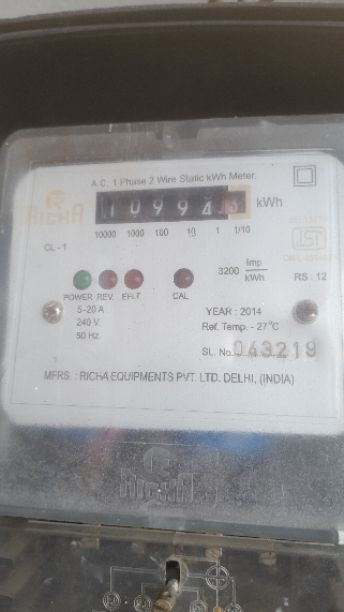 A.C. 1 Phase 2 Wire Static kWh Meter.
RICHA
10994 kWh
10000 1000 100 10 1 1/10
CL - 1
3200 Imp/kWh
RS : 12
POWER REV. E/L.T CAL
5-20 A
240 V.
50 Hz.
YEAR : 2014
Ref. Temp. - 27°C
SL. No. 043219
MFRS. : RICHA EQUIPMENTS PVT. LTD. DELHI, (INDIA)
RICHA